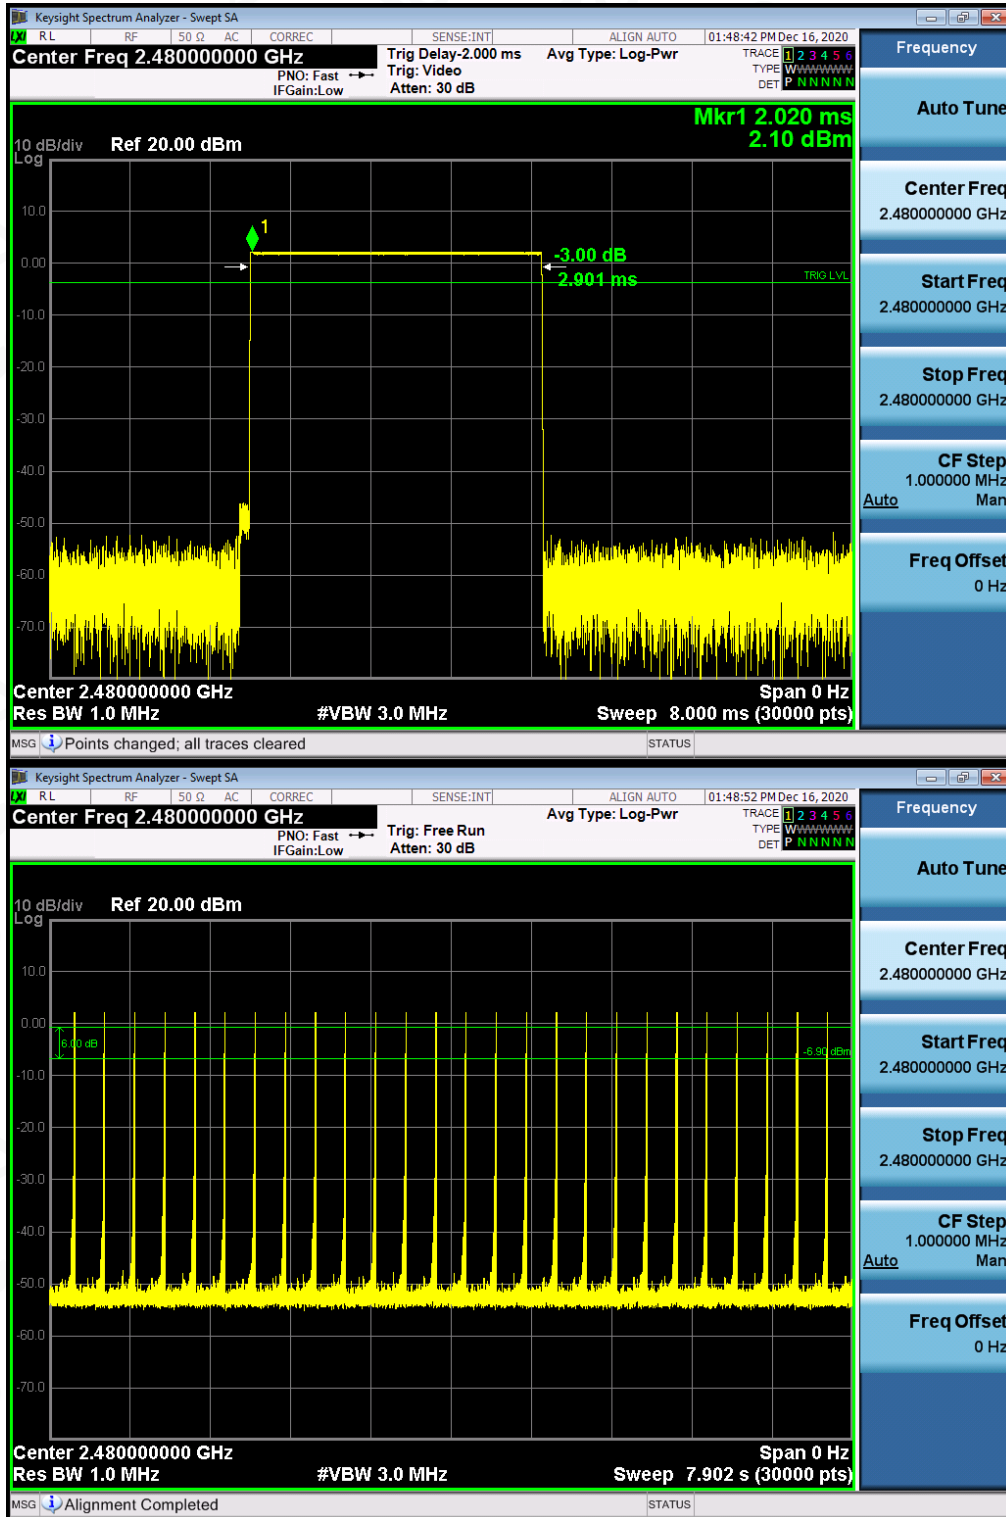 Keysight Spectrum Analyzer - Swept SA
LXI RL RF 50 Ω AC CORREC SENSE:INT ALIGN AUTO 01:48:42 PM Dec 16, 2020
Center Freq 2.480000000 GHz
PNO: Fast
IFGain:Low
Trig Delay-2.000 ms
Trig: Video
Atten: 30 dB
Avg Type: Log-Pwr
TRACE 1 2 3 4 5 6
TYPE WWWWWW
DET P N N N N N
Frequency
Auto Tune
Center Freq
2.480000000 GHz
Start Freq
2.480000000 GHz
Stop Freq
2.480000000 GHz
CF Step
1.000000 MHz
Auto Man
Freq Offset
0 Hz
Mkr1 2.020 ms
2.10 dBm
10 dB/div Ref 20.00 dBm
Log
10.0
0.00
-10.0
-20.0
-30.0
-40.0
-50.0
-60.0
-70.0
1
-3.00 dB
2.901 ms
TRIG LVL
Center 2.480000000 GHz Span 0 Hz
Res BW 1.0 MHz #VBW 3.0 MHz Sweep 8.000 ms (30000 pts)
MSG Points changed; all traces cleared STATUS
Keysight Spectrum Analyzer - Swept SA
LXI RL RF 50 Ω AC CORREC SENSE:INT ALIGN AUTO 01:48:52 PM Dec 16, 2020
Center Freq 2.480000000 GHz
PNO: Fast
IFGain:Low
Trig: Free Run
Atten: 30 dB
Avg Type: Log-Pwr
TRACE 1 2 3 4 5 6
TYPE WWWWWW
DET P N N N N N
Frequency
Auto Tune
Center Freq
2.480000000 GHz
Start Freq
2.480000000 GHz
Stop Freq
2.480000000 GHz
CF Step
1.000000 MHz
Auto Man
Freq Offset
0 Hz
10 dB/div Ref 20.00 dBm
Log
10.0
0.00
-10.0
-20.0
-30.0
-40.0
-50.0
-60.0
-70.0
6.00 dB
-6.90 dBm
Center 2.480000000 GHz Span 0 Hz
Res BW 1.0 MHz #VBW 3.0 MHz Sweep 7.902 s (30000 pts)
MSG Alignment Completed STATUS